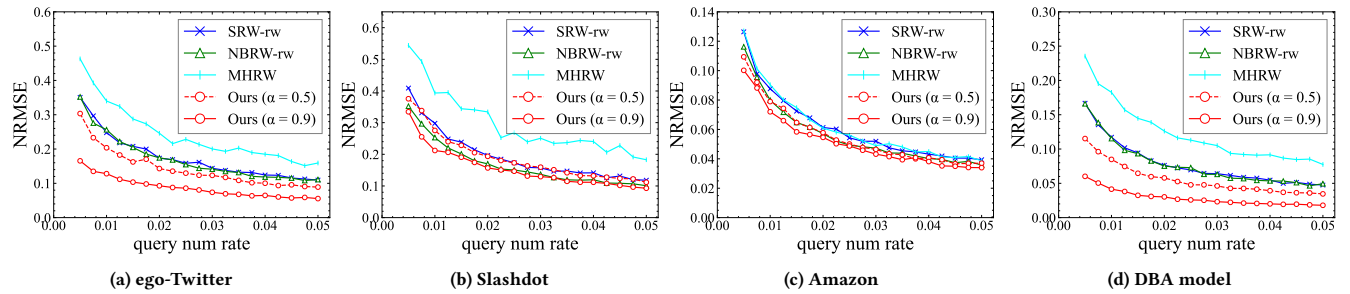 NRMSE
0.6
0.5
0.4
0.3
0.2
0.1
0.0
0.00 0.01 0.02 0.03 0.04 0.05
query num rate
SRW-rw
NBRW-rw
MHRW
Ours (α = 0.5)
Ours (α = 0.9)
(a) ego-Twitter
NRMSE
0.6
0.5
0.4
0.3
0.2
0.1
0.0
0.00 0.01 0.02 0.03 0.04 0.05
query num rate
SRW-rw
NBRW-rw
MHRW
Ours (α = 0.5)
Ours (α = 0.9)
(b) Slashdot
NRMSE
0.14
0.12
0.10
0.08
0.06
0.04
0.02
0.00
0.00 0.01 0.02 0.03 0.04 0.05
query num rate
SRW-rw
NBRW-rw
MHRW
Ours (α = 0.5)
Ours (α = 0.9)
(c) Amazon
NRMSE
0.30
0.25
0.20
0.15
0.10
0.05
0.00
0.00 0.01 0.02 0.03 0.04 0.05
query num rate
SRW-rw
NBRW-rw
MHRW
Ours (α = 0.5)
Ours (α = 0.9)
(d) DBA model